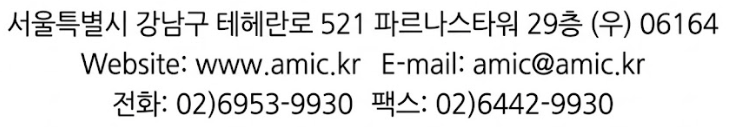 서울특별시 강남구 테헤란로 521 파르나스타워 29층 (우) 06164
Website: www.amic.kr E-mail: amic@amic.kr
전화: 02)6953-9930 팩스: 02)6442-9930